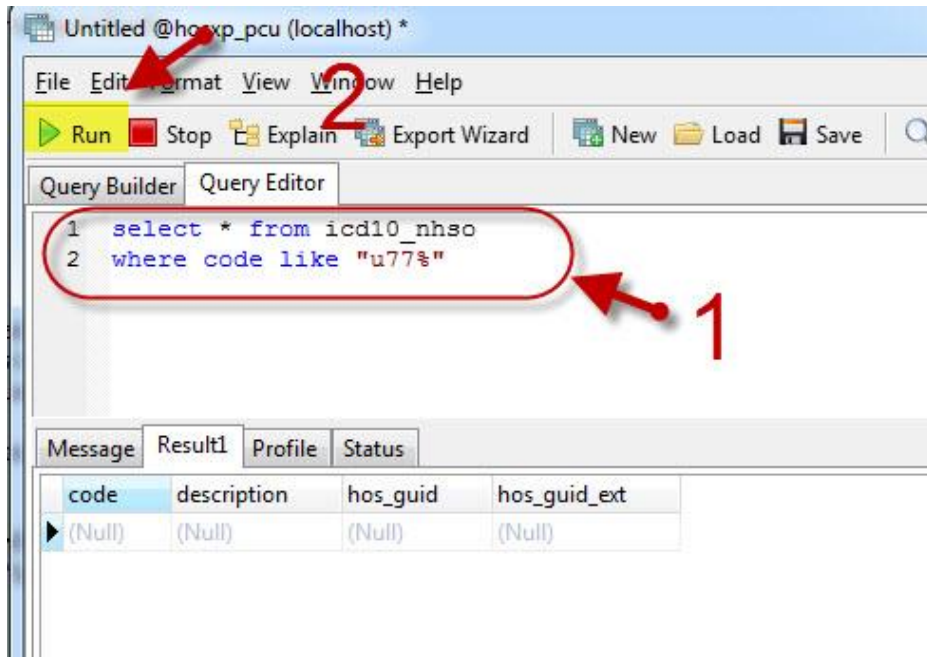 Untitled @hosxp_pcu (localhost) *
File Edit Format View Window Help
2
Run Stop Explain Export Wizard New Load Save
Query Builder Query Editor
1 select * from icd10_nhso
2 where code like "u77%"
1
Message Result1 Profile Status
code description hos_guid hos_guid_ext
(Null) (Null) (Null) (Null)